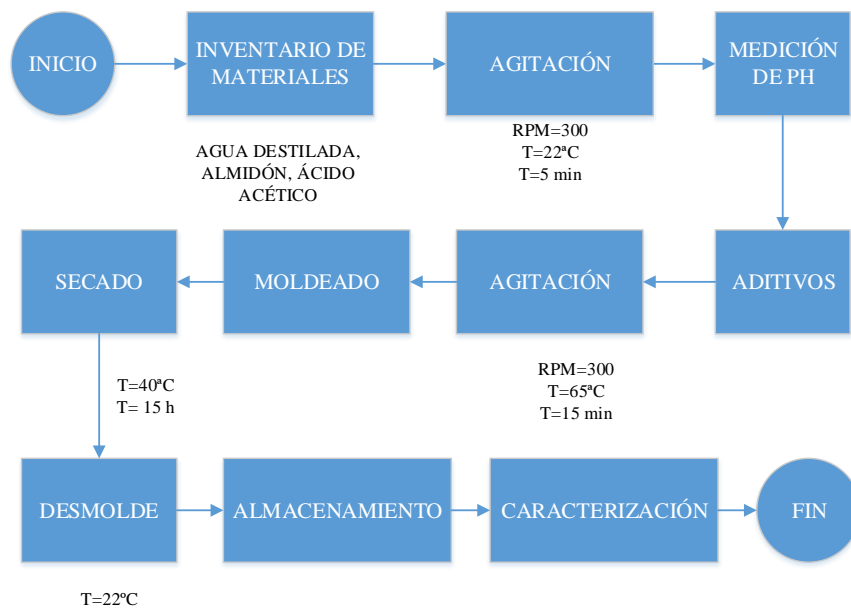 INICIO
INVENTARIO DE
MATERIALES
AGITACIÓN
MEDICIÓN
DE PH
AGUA DESTILADA,
ALMIDÓN, ÁCIDO
ACÉTICO
RPM=300
T=22ªC
T=5 min
SECADO
MOLDEADO
AGITACIÓN
ADITIVOS
T=40ªC
T= 15 h
RPM=300
T=65ªC
T=15 min
DESMOLDE
ALMACENAMIENTO
CARACTERIZACIÓN
FIN
T=22ºC